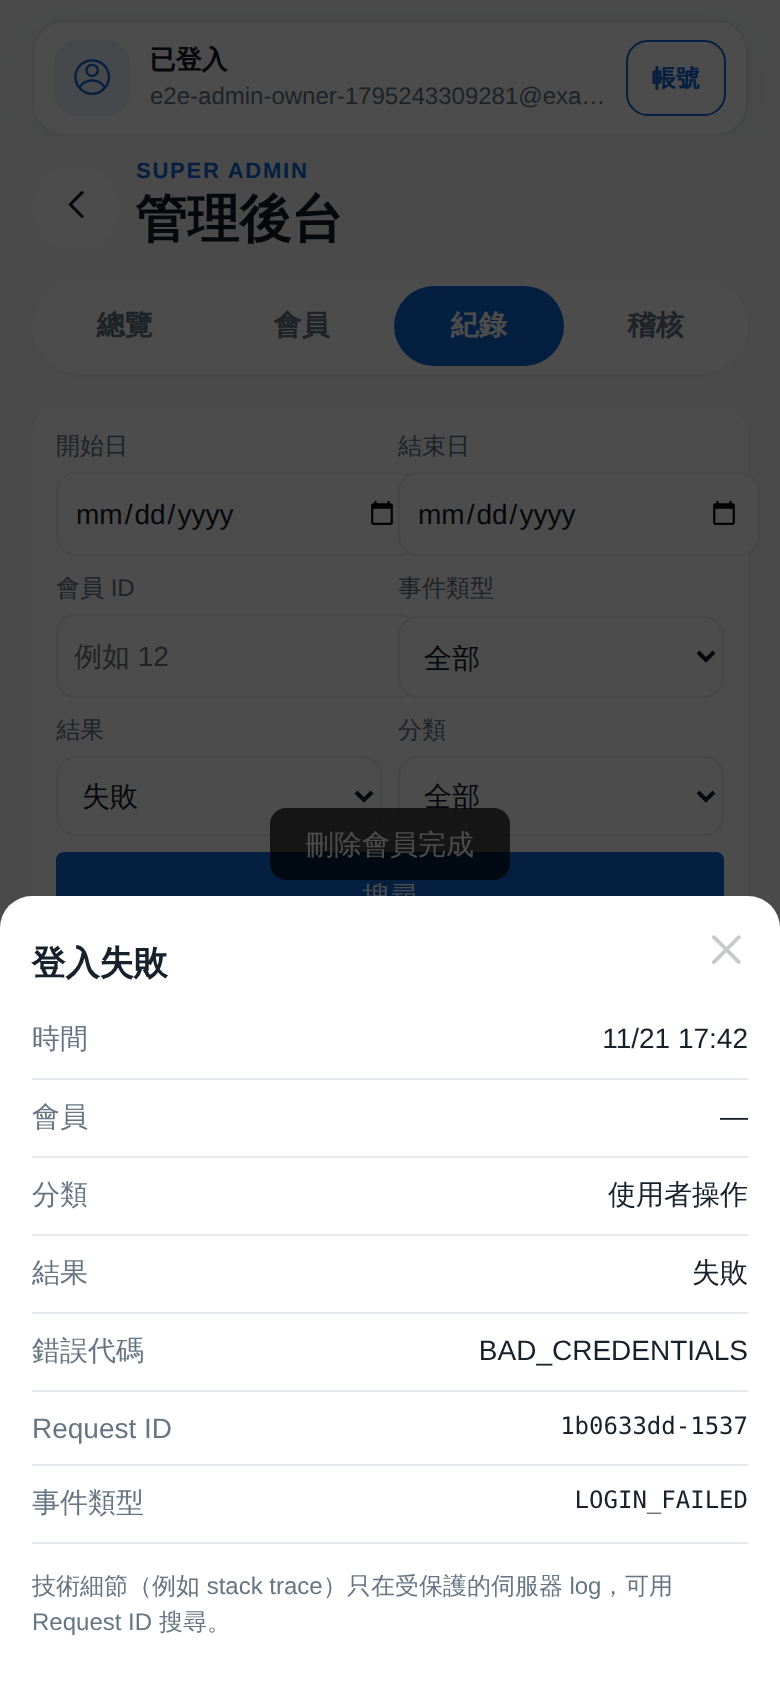 已登入
e2e-admin-owner-1795243309281@exa…
帳號
SUPER ADMIN
管理後台
總覽
會員
紀錄
稽核
開始日
結束日
mm/dd/yyyy
mm/dd/yyyy
會員 ID
事件類型
例如 12
全部
結果
分類
失敗
全部
刪除會員完成
搜尋
登入失敗
時間
11/21 17:42
會員
—
分類
使用者操作
結果
失敗
錯誤代碼
BAD_CREDENTIALS
Request ID
1b0633dd-1537
事件類型
LOGIN_FAILED
技術細節（例如 stack trace）只在受保護的伺服器 log，可用
Request ID 搜尋。